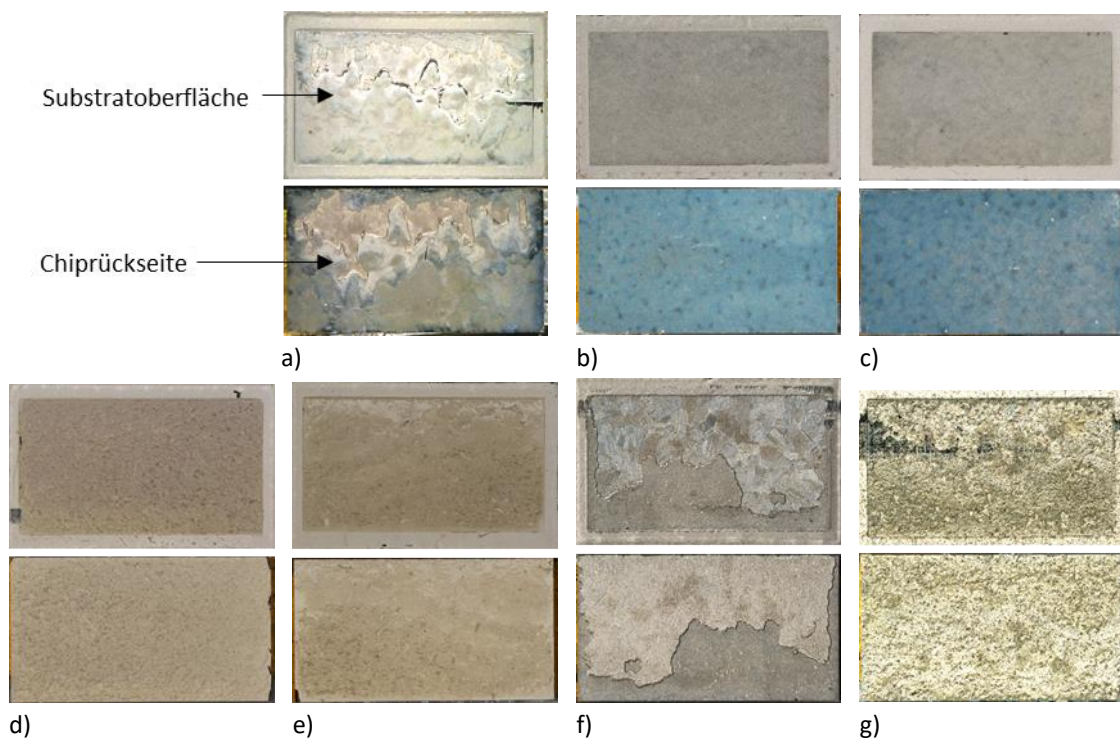 Substratoberfläche
Chiprückseite
a)
b)
c)
d)
e)
f)
g)